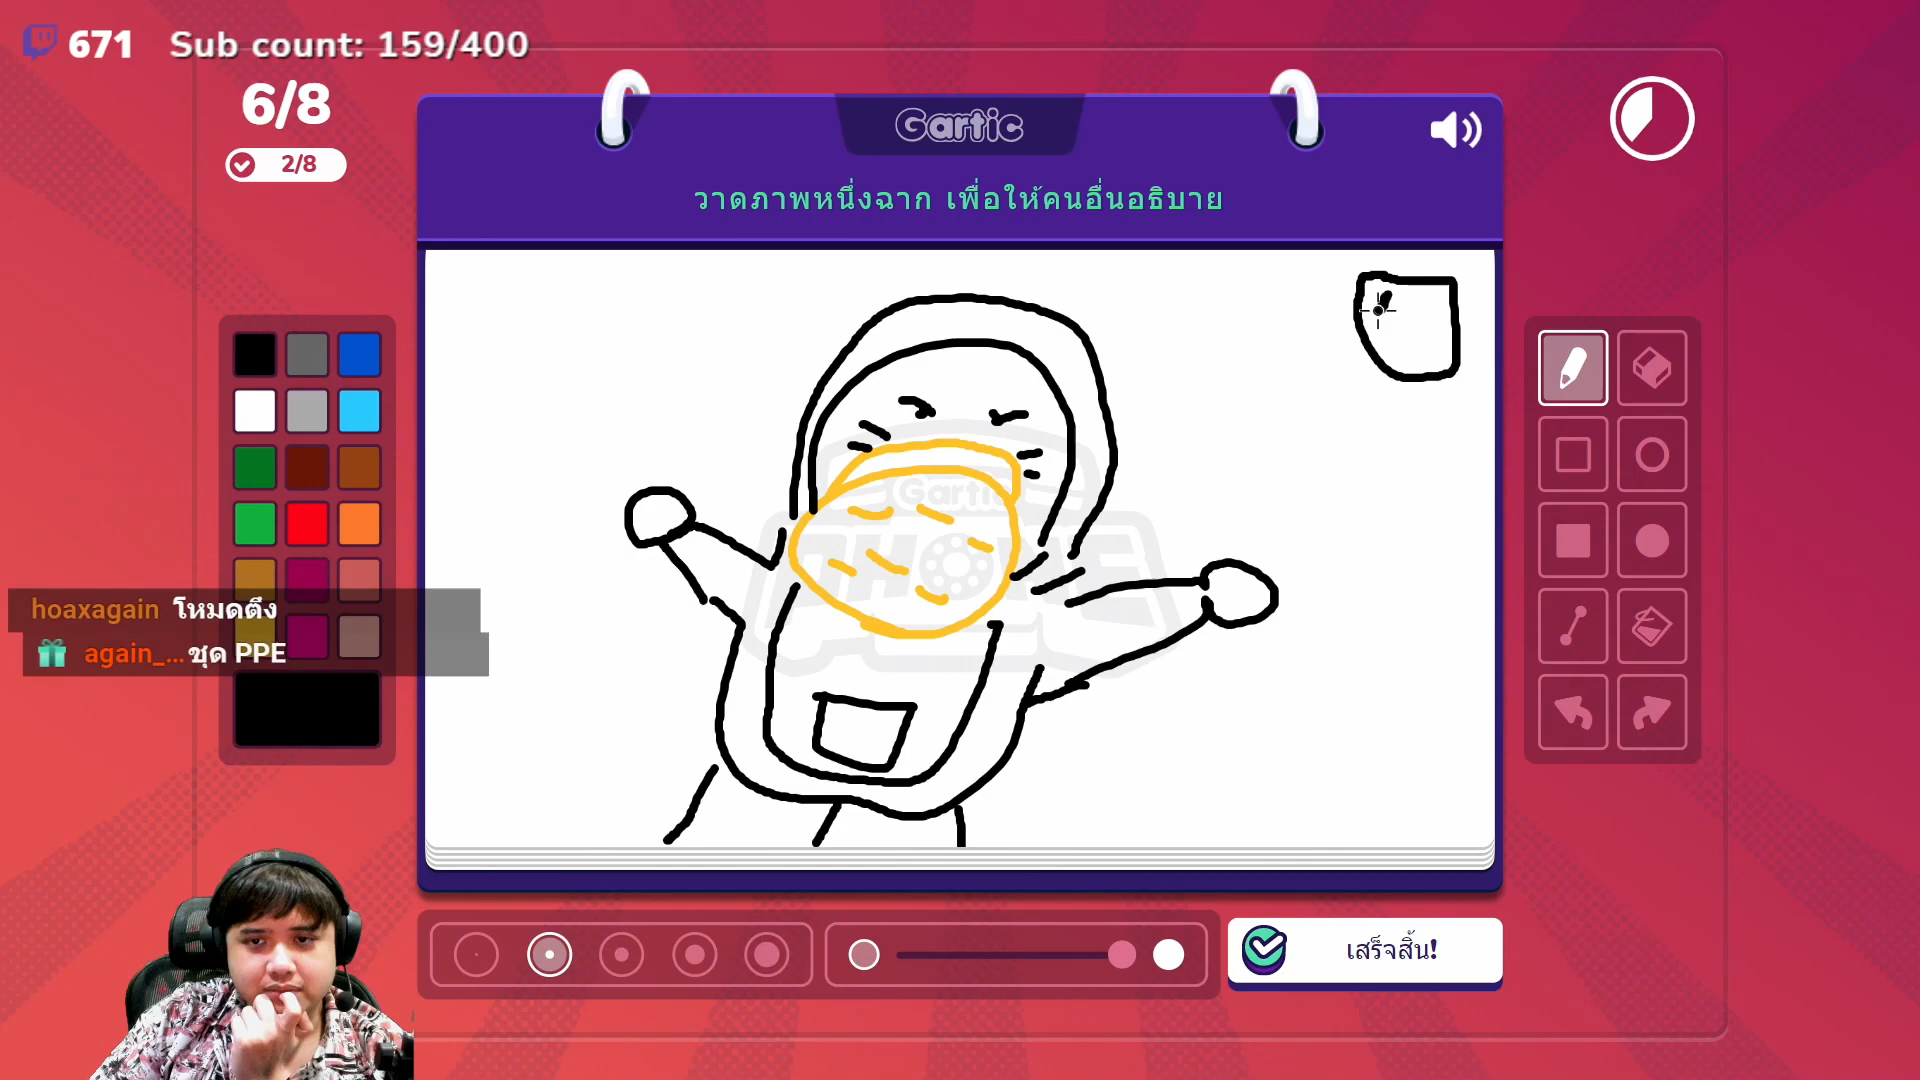 671 Sub count: 159/400
6/8
2/8
Gartic
วาดภาพหนึ่งฉาก เพื่อให้คนอื่นอธิบาย
Gartic
PHONE
hoaxagain โหมดตึง
again_... ชุด PPE
เสร็จสิ้น!